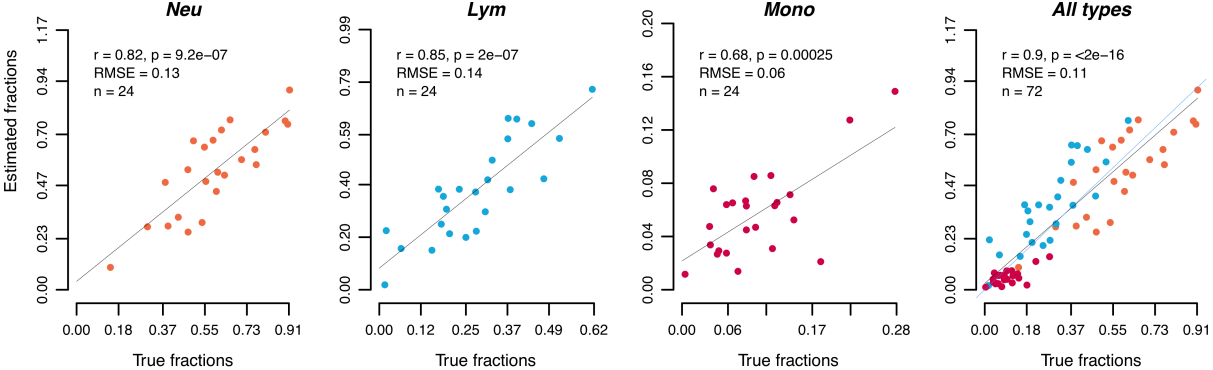 Neu
Lym
Mono
All types
Estimated fractions
1.17
0.94
0.70
0.47
0.23
0.00
r = 0.82, p = 9.2e−07
RMSE = 0.13
n = 24
0.00 0.18 0.37 0.55 0.73 0.91
True fractions
0.99
0.79
0.59
0.40
0.20
0.00
r = 0.85, p = 2e−07
RMSE = 0.14
n = 24
0.00 0.12 0.25 0.37 0.49 0.62
True fractions
0.20
0.16
0.12
0.08
0.04
0.00
r = 0.68, p = 0.00025
RMSE = 0.06
n = 24
0.00 0.06 0.17 0.28
True fractions
1.17
0.94
0.70
0.47
0.23
0.00
r = 0.9, p = <2e−16
RMSE = 0.11
n = 72
0.00 0.18 0.37 0.55 0.73 0.91
True fractions